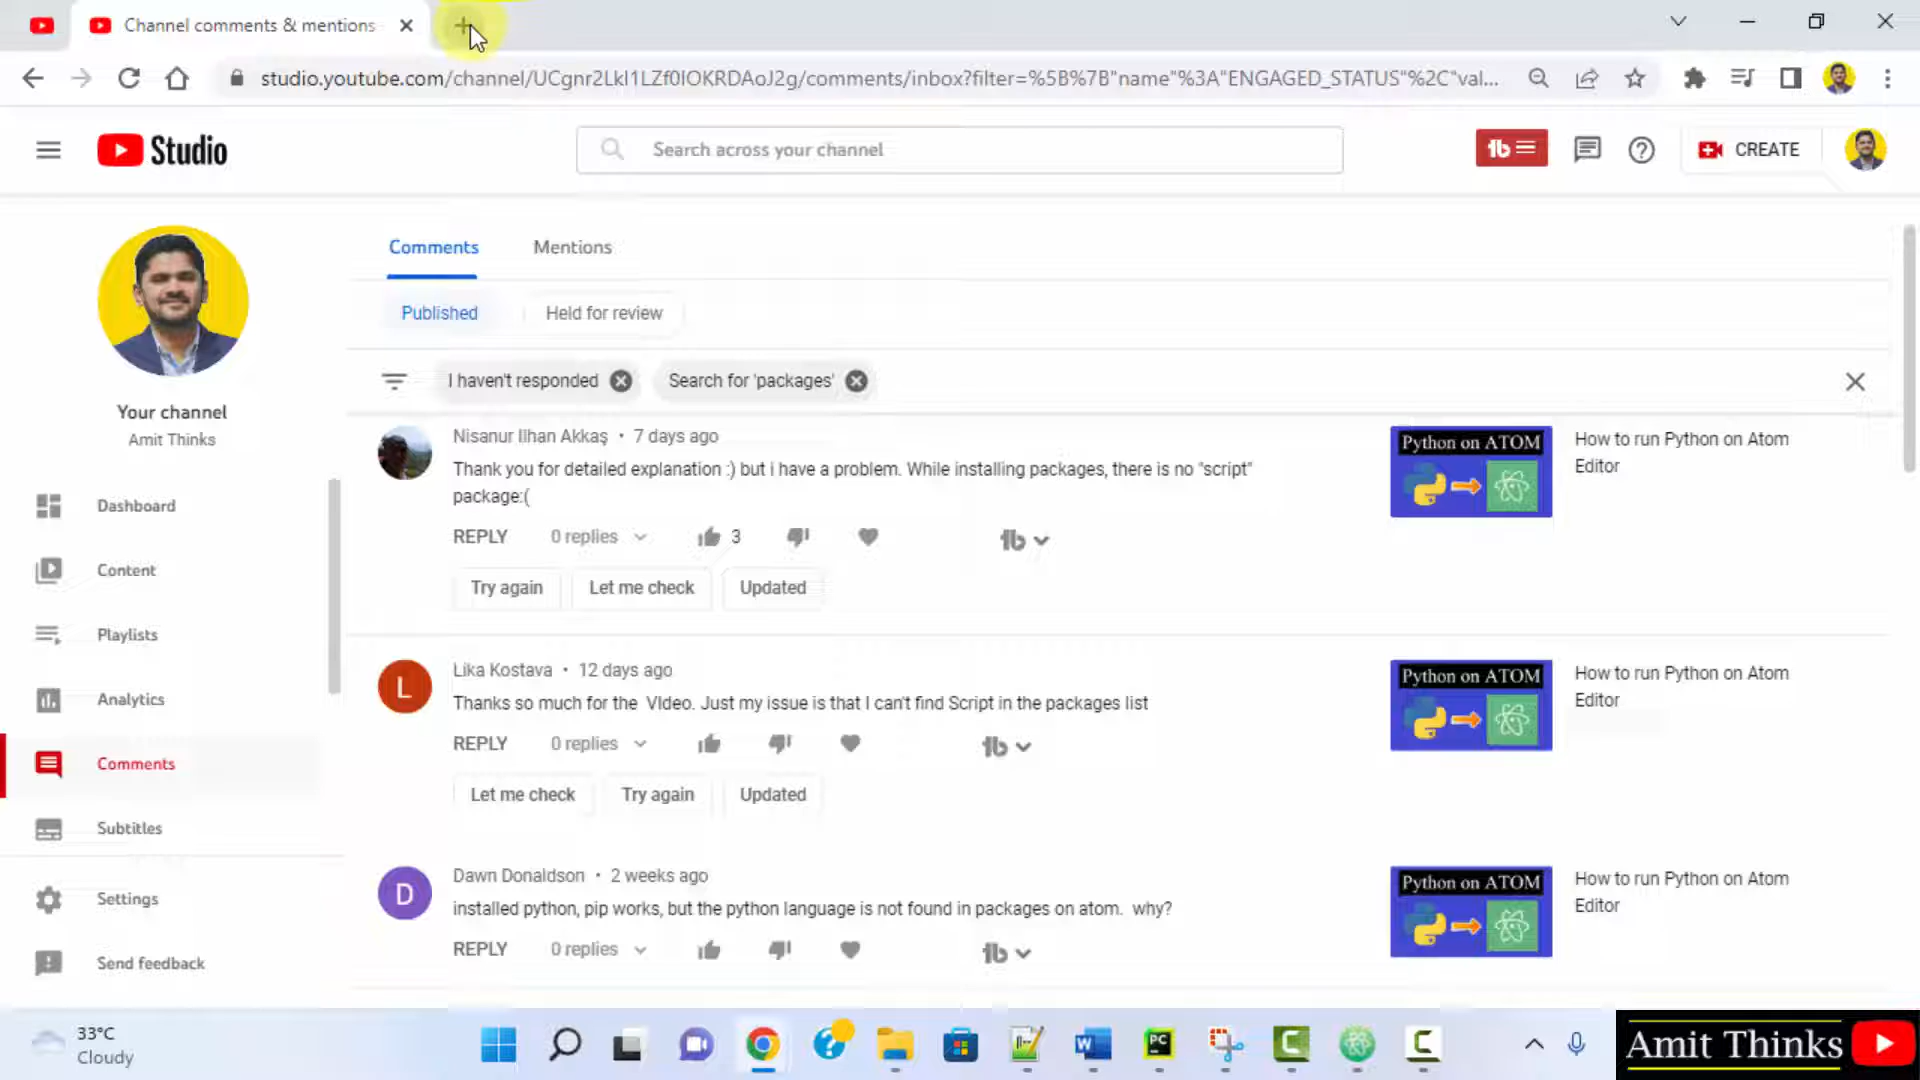 Channel comments & mentions
studio.youtube.com/channel/UCgnr2LkI1LZf0IOKRDAoJ2g/comments/inbox?filter=%5B%7B"name"%3A"ENGAGED_STATUS"%2C"val...
Studio
Search across your channel
CREATE
Your channel
Amit Thinks
Dashboard
Content
Playlists
Analytics
Comments
Subtitles
Settings
Send feedback
Comments Mentions
Published Held for review
I haven't responded Search for 'packages'
Nisanur Ilhan Akkaş • 7 days ago
Thank you for detailed explanation :) but i have a problem. While installing packages, there is no "script"
package:(
REPLY 0 replies 3
Try again Let me check Updated
Python on ATOM
How to run Python on Atom
Editor
Lika Kostava • 12 days ago
Thanks so much for the VIdeo. Just my issue is that I can't find Script in the packages list
REPLY 0 replies
Let me check Try again Updated
Python on ATOM
How to run Python on Atom
Editor
D
Dawn Donaldson • 2 weeks ago
installed python, pip works, but the python language is not found in packages on atom. why?
REPLY 0 replies
Python on ATOM
How to run Python on Atom
Editor
33°C
Cloudy
Amit Thinks